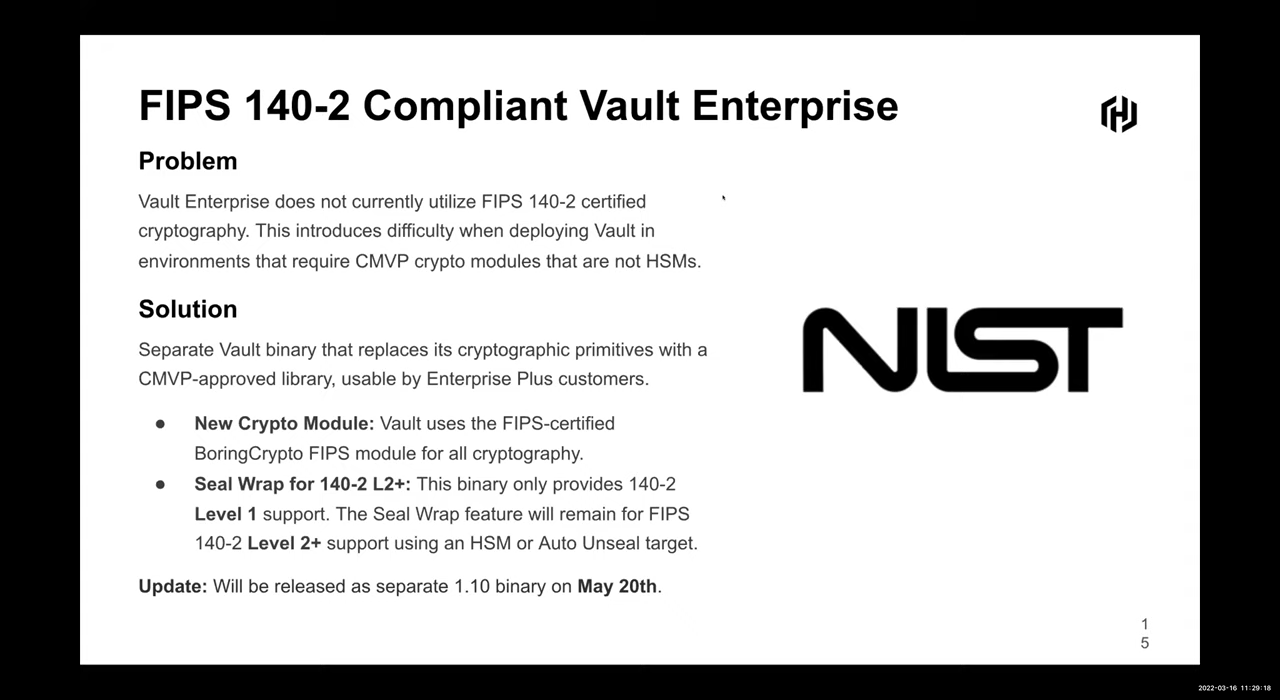 FIPS 140-2 Compliant Vault Enterprise
Problem
Vault Enterprise does not currently utilize FIPS 140-2 certified
cryptography. This introduces difficulty when deploying Vault in
environments that require CMVP crypto modules that are not HSMs.
Solution
Separate Vault binary that replaces its cryptographic primitives with a
CMVP-approved library, usable by Enterprise Plus customers.
● New Crypto Module: Vault uses the FIPS-certified
BoringCrypto FIPS module for all cryptography.
● Seal Wrap for 140-2 L2+: This binary only provides 140-2
Level 1 support. The Seal Wrap feature will remain for FIPS
140-2 Level 2+ support using an HSM or Auto Unseal target.
Update: Will be released as separate 1.10 binary on May 20th.
NIST
1
5
2022-03-16 11:29:18